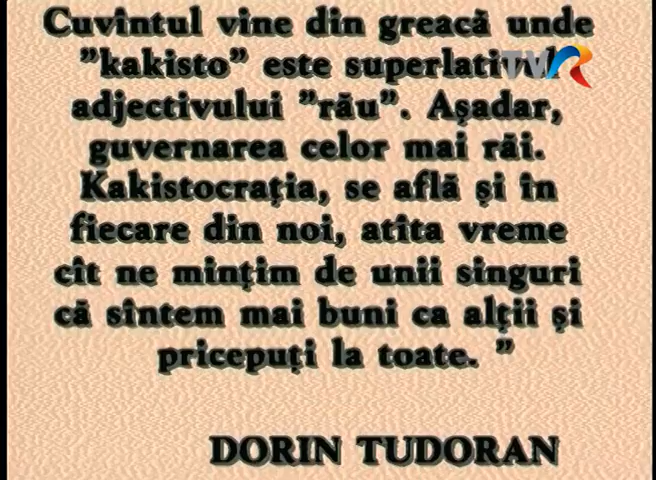 Cuvîntul vine din greacă unde
”kakisto” este superlativul
adjectivului ”rău”. Așadar,
guvernarea celor mai răi.
Kakistocrația, se află și în
fiecare din noi, atîta vreme
cît ne mințim de unii singuri
că sîntem mai buni ca alții și
pricepuți la toate. ”
DORIN TUDORAN
TVR